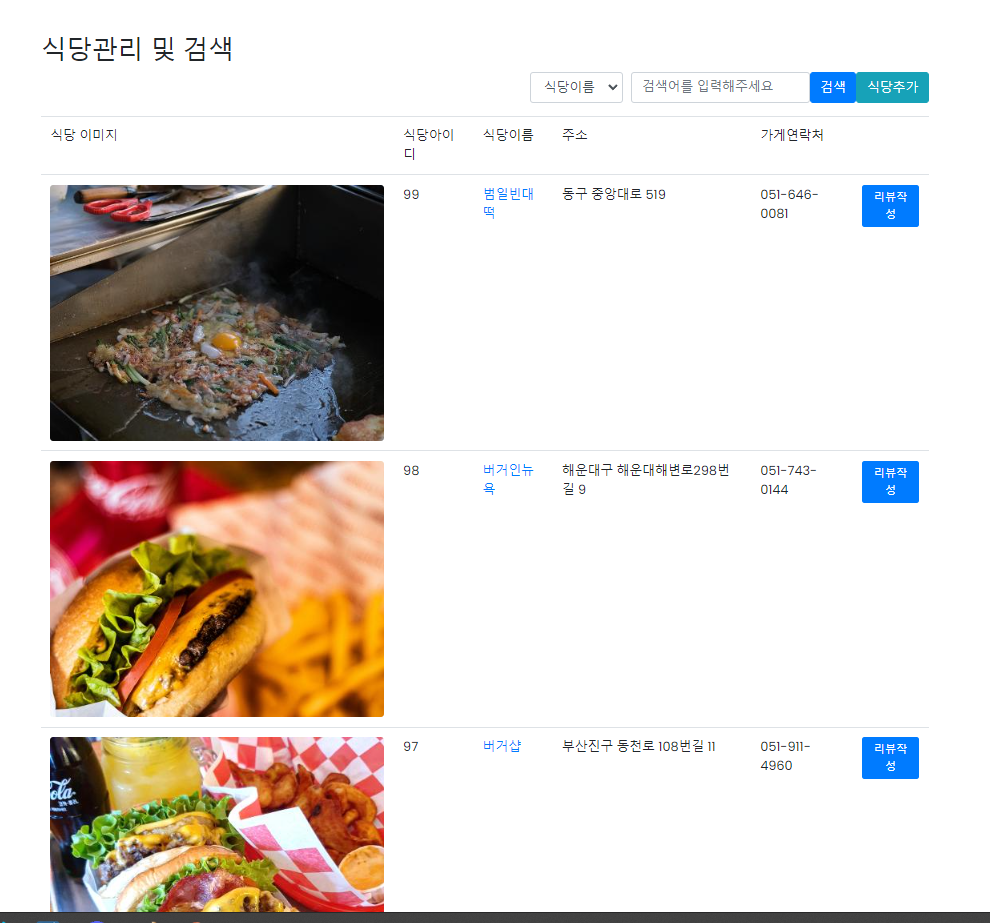 식당관리 및 검색
식당이름 검색어를 입력해주세요 검색 식당추가
식당 이미지 식당아이 식당이름 주소 가게연락처
디
99 범일빈대 동구 중앙대로 519 051-646- 리뷰작
떡 0081 성
98 버거인뉴 해운대구 해운대해변로298번 051-743- 리뷰작
욕 길 9 0144 성
97 버거샵 부산진구 동천로 108번길 11 051-911- 리뷰작
4960 성